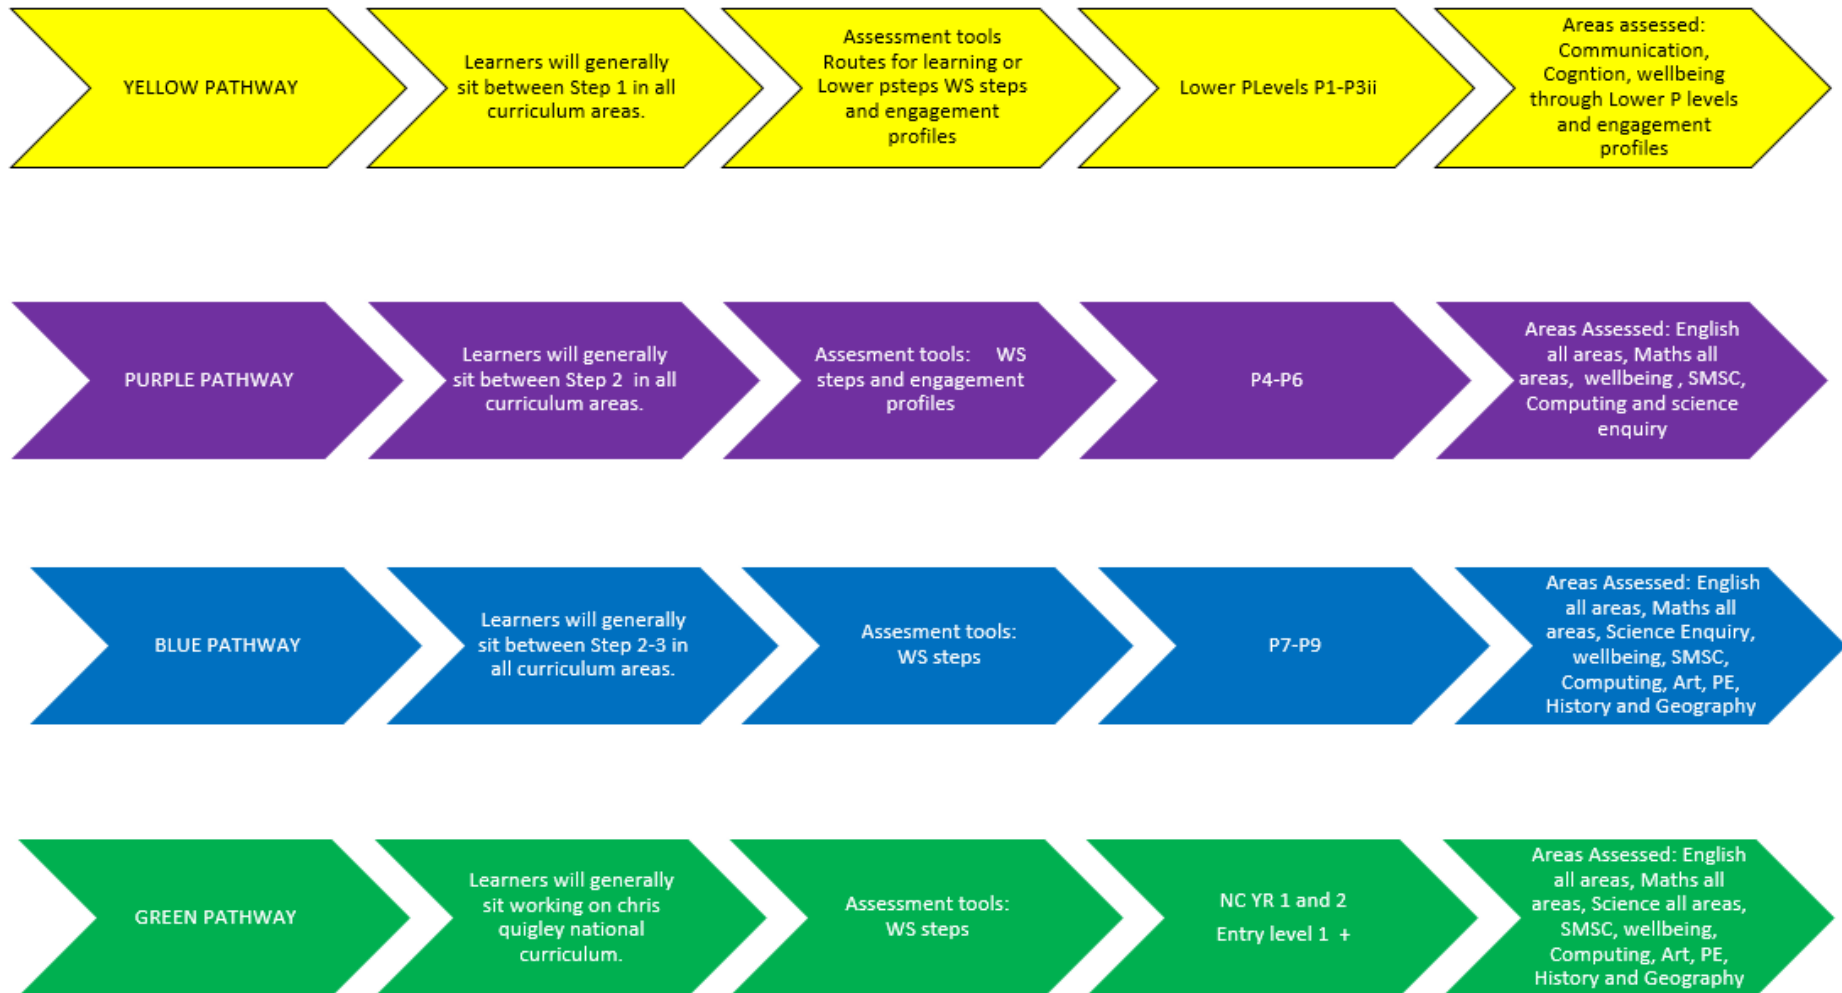 YELLOW PATHWAY
Learners will generally
sit between Step 1 in all
curriculum areas.
Assessment tools
Routes for learning or
Lower psteps WS steps
and engagement
profiles
Lower PLevels P1-P3ii
Areas assessed:
Communication,
Cogntion, wellbeing
through Lower P levels
and engagement
profiles
PURPLE PATHWAY
Learners will generally
sit between Step 2 in all
curriculum areas.
Assesment tools: WS
steps and engagement
profiles
P4-P6
Areas Assessed: English
all areas, Maths all
areas, wellbeing , SMSC,
Computing and science
enquiry
BLUE PATHWAY
Learners will generally
sit between Step 2-3 in
all curriculum areas.
Assesment tools:
WS steps
P7-P9
Areas Assessed: English
all areas, Maths all
areas, Science Enquiry,
wellbeing, SMSC,
Computing, Art, PE,
History and Geography
GREEN PATHWAY
Learners will generally
sit working on chris
quigley national
curriculum.
Assessment tools:
WS steps
NC YR 1 and 2
Entry level 1 +
Areas Assessed: English
all areas, Maths all
areas, Science all areas,
SMSC, wellbeing,
Computing, Art, PE,
History and Geography